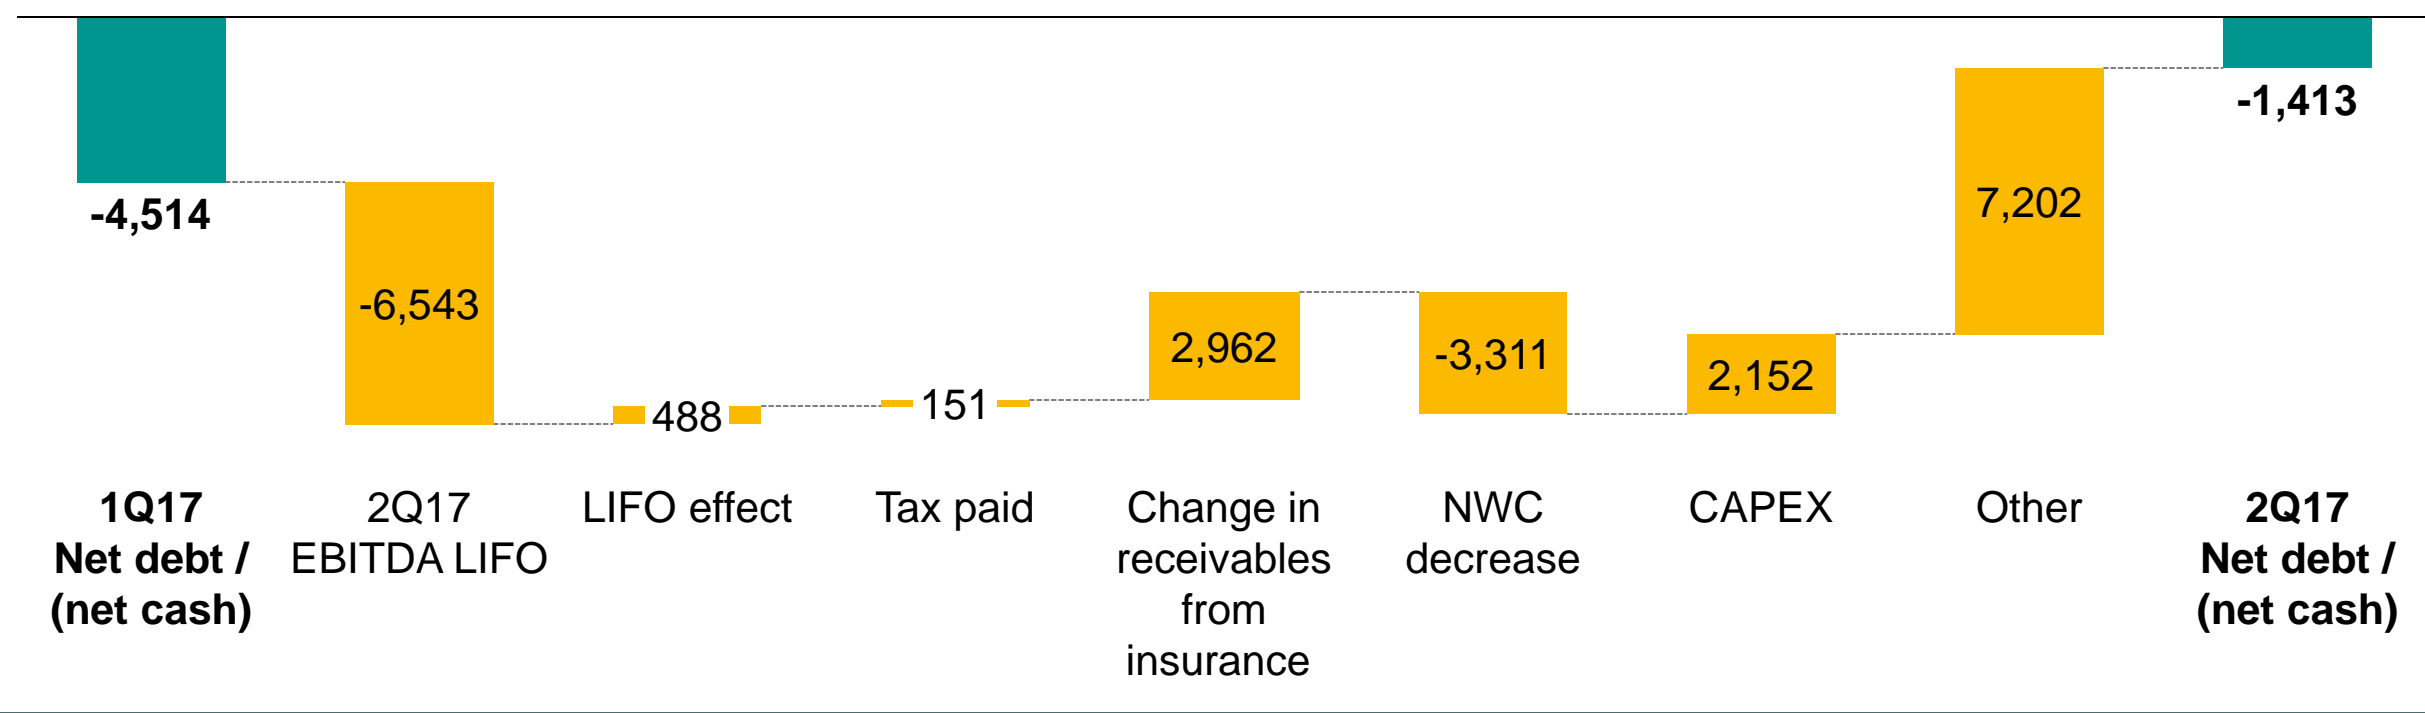 -4,514
-6,543
488
151
2,962
-3,311
2,152
7,202
-1,413
1Q17
Net debt /
(net cash)
2Q17
EBITDA LIFO
LIFO effect
Tax paid
Change in
receivables
from
insurance
NWC
decrease
CAPEX
Other
2Q17
Net debt /
(net cash)